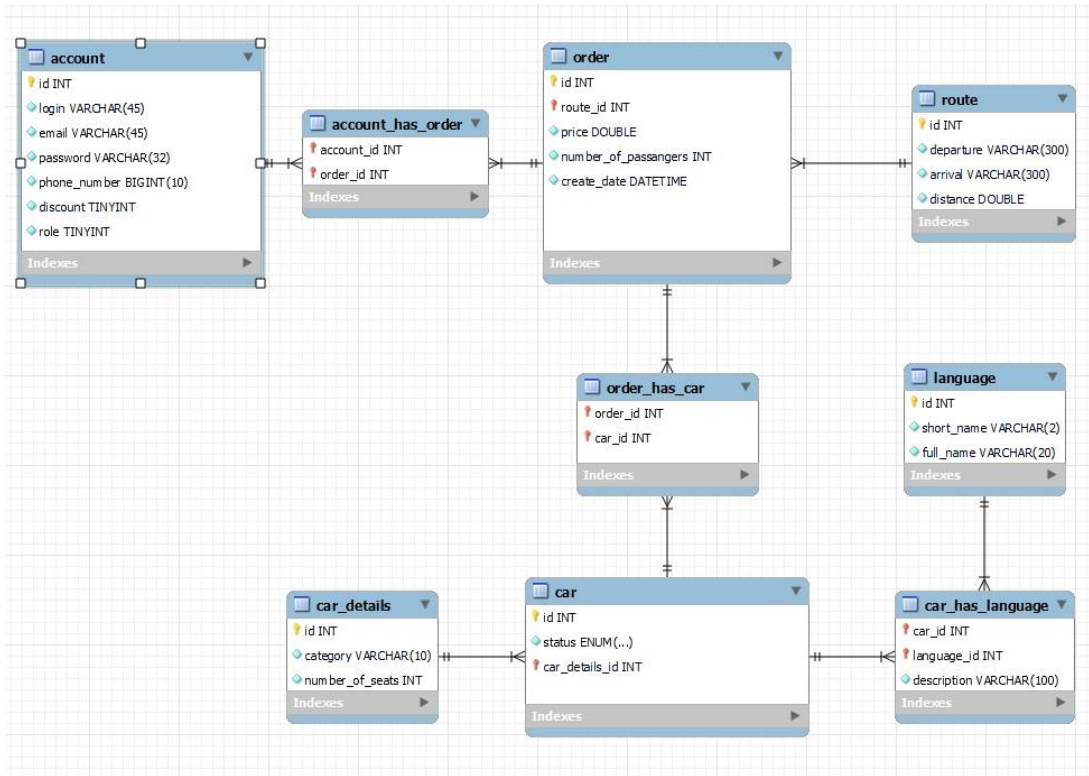 account
id INT
login VARCHAR(45)
email VARCHAR(45)
password VARCHAR(32)
phone_number BIGINT(10)
discount TINYINT
role TINYINT
Indexes
account_has_order
account_id INT
order_id INT
Indexes
order
id INT
route_id INT
price DOUBLE
number_of_passangers INT
create_date DATETIME
Indexes
route
id INT
departure VARCHAR(300)
arrival VARCHAR(300)
distance DOUBLE
Indexes
order_has_car
order_id INT
car_id INT
Indexes
language
id INT
short_name VARCHAR(2)
full_name VARCHAR(20)
Indexes
car_details
id INT
category VARCHAR(10)
number_of_seats INT
Indexes
car
id INT
status ENUM(...)
car_details_id INT
Indexes
car_has_language
car_id INT
language_id INT
description VARCHAR(100)
Indexes